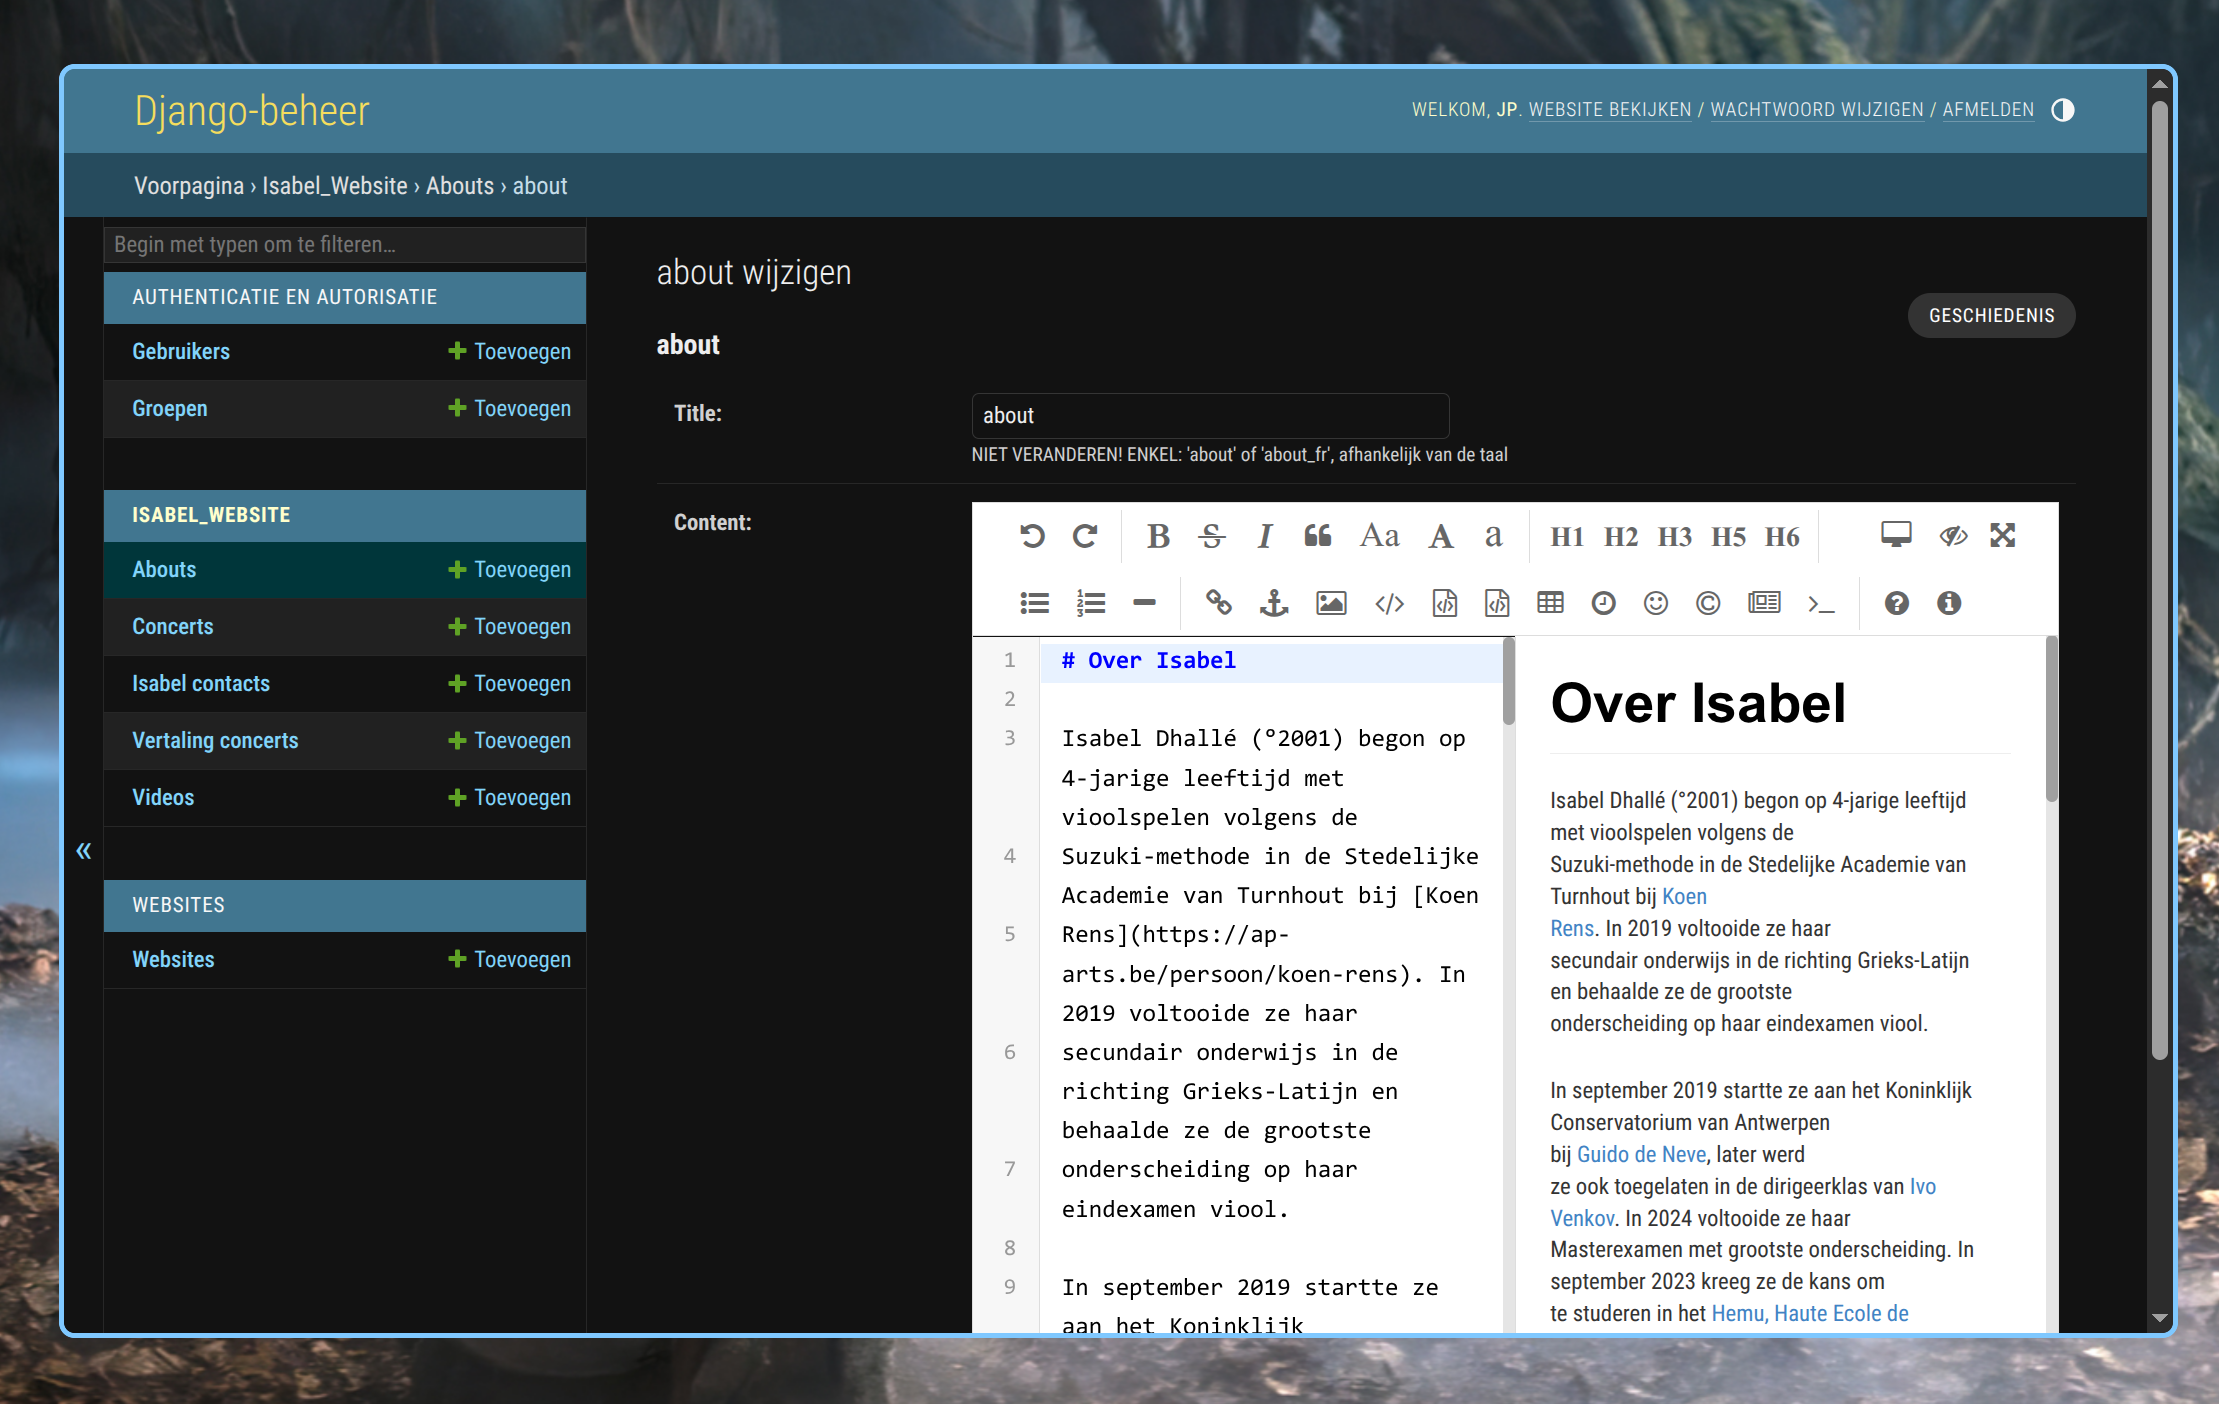 Django-beheer
WELKOM, JP. WEBSITE BEKIJKEN / WACHTWOORD WIJZIGEN / AFMELDEN
Voorpagina › Isabel_Website › Abouts › about
Begin met typen om te filteren…
AUTHENTICATIE EN AUTORISATIE
Gebruikers Toevoegen
Groepen Toevoegen
ISABEL_WEBSITE
Abouts Toevoegen
Concerts Toevoegen
Isabel contacts Toevoegen
Vertaling concerts Toevoegen
Videos Toevoegen
WEBSITES
Websites Toevoegen
«
about wijzigen
GESCHIEDENIS
about
Title: about
NIET VERANDEREN! ENKEL: 'about' of 'about_fr', afhankelijk van de taal
Content:
B S I Aa A a H1 H2 H3 H5 H6
1 # Over Isabel
2
3 Isabel Dhallé (°2001) begon op
4-jarige leeftijd met
vioolspelen volgens de
4 Suzuki-methode in de Stedelijke
Academie van Turnhout bij [Koen
5 Rens](https://ap-
arts.be/persoon/koen-rens). In
2019 voltooide ze haar
6 secundair onderwijs in de
richting Grieks-Latijn en
behaalde ze de grootste
7 onderscheiding op haar
eindexamen viool.
8
9 In september 2019 startte ze
aan het Koninklijk
Over Isabel
Isabel Dhallé (°2001) begon op 4-jarige leeftijd
met vioolspelen volgens de
Suzuki-methode in de Stedelijke Academie van
Turnhout bij Koen
Rens. In 2019 voltooide ze haar
secundair onderwijs in de richting Grieks-Latijn
en behaalde ze de grootste
onderscheiding op haar eindexamen viool.
In september 2019 startte ze aan het Koninklijk
Conservatorium van Antwerpen
bij Guido de Neve, later werd
ze ook toegelaten in de dirigeerklas van Ivo
Venkov. In 2024 voltooide ze haar
Masterexamen met grootste onderscheiding. In
september 2023 kreeg ze de kans om
te studeren in het Hemu, Haute Ecole de